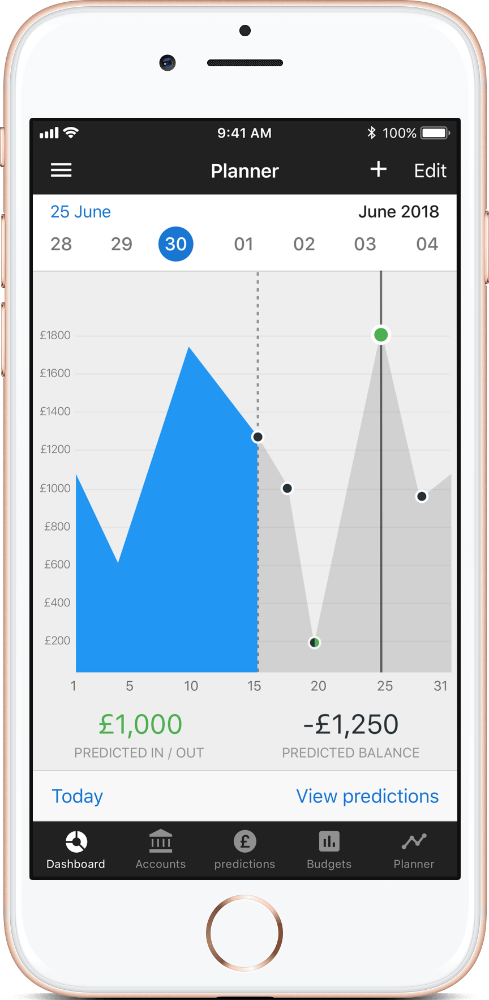 9:41 AM 100%
Planner + Edit
25 June June 2018
28 29 30 01 02 03 04
£1800
£1600
£1400
£1200
£1000
£800
£600
£400
£200
1 5 10 15 20 25 31
£1,000 -£1,250
PREDICTED IN / OUT PREDICTED BALANCE
Today View predictions
£
Dashboard Accounts predictions Budgets Planner